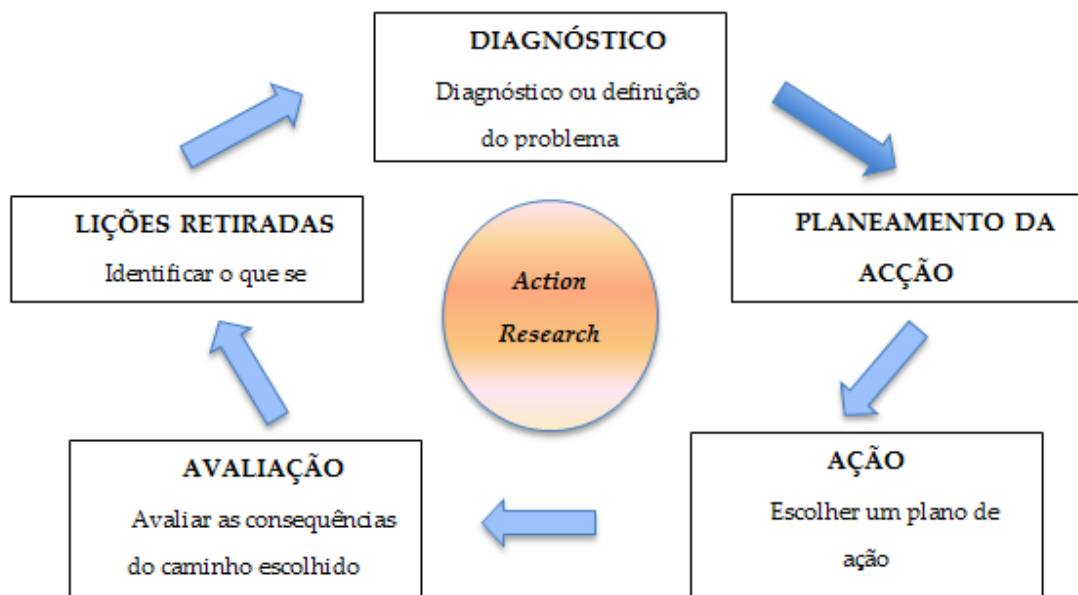 DIAGNÓSTICO
Diagnóstico ou definição
do problema
PLANEAMENTO DA
ACÇÃO
AÇÃO
Escolher um plano de
ação
AVALIAÇÃO
Avaliar as consequências
do caminho escolhido
LIÇÕES RETIRADAS
Identificar o que se
Action
Research